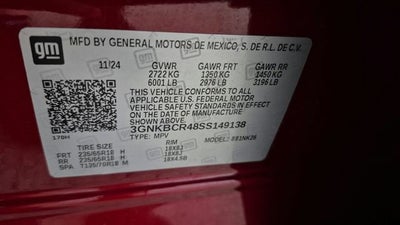 gm
MFD BY GENERAL MOTORS DE MEXICO, S. DE R.L. DE C.V.
11/24 GVWR GAWR FRT GAWR RR
2722 KG 1350 KG 1450 KG
6001 LB 2976 LB 3196 LB
THIS VEHICLE CONFORMS TO ALL
APPLICABLE U.S. FEDERAL MOTOR
VEHICLE SAFETY STANDARDS IN
EFFECT ON THE DATE OF MANUFACTURE
SHOWN ABOVE.
3GNKBCR48SS149138
TYPE: MPV MODEL:
TIRE SIZE RIM
FRT 235/65R18 H 18X8J
RR 235/65R18 H 18X8J
SP M 18X4.5B